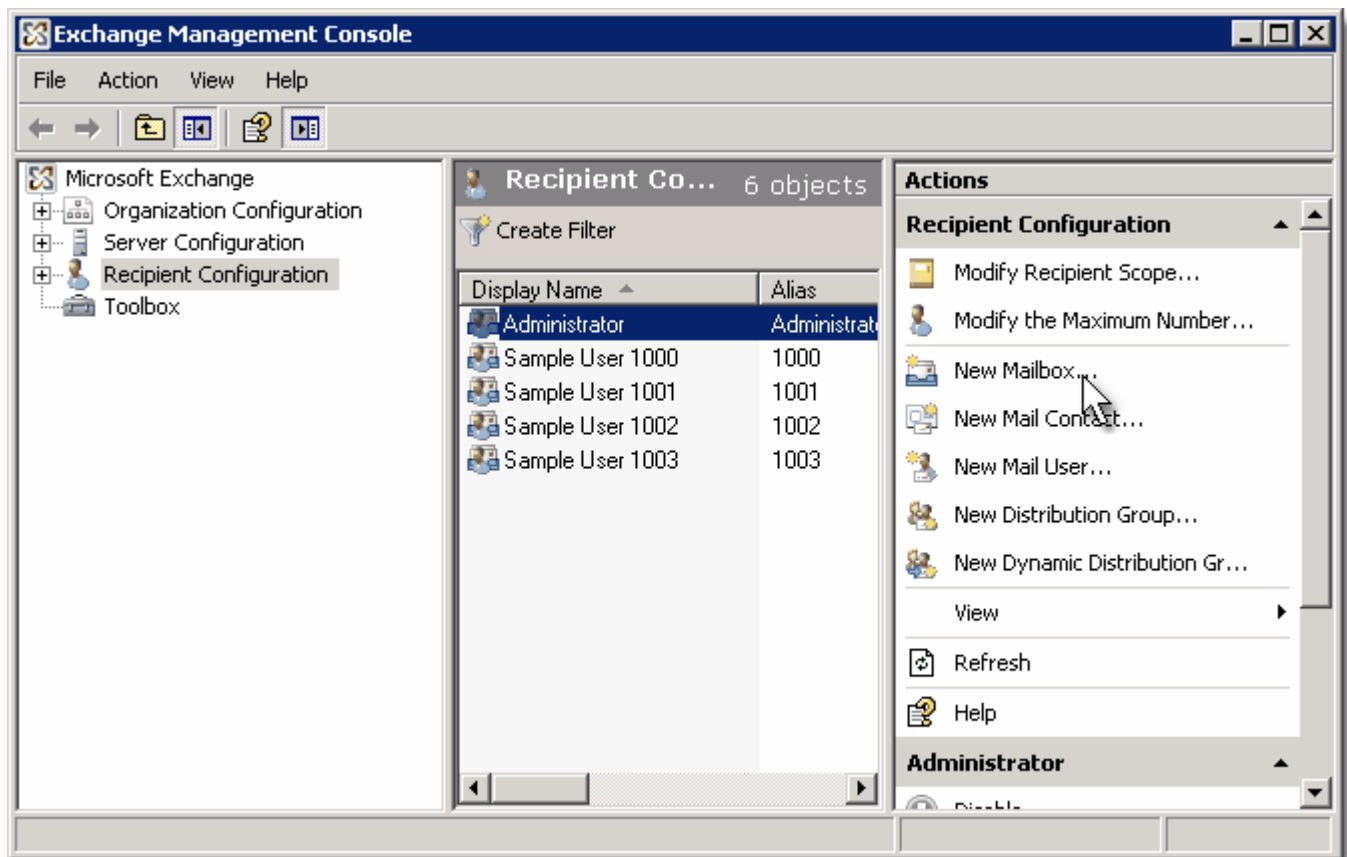 Exchange Management Console
File Action View Help
Microsoft Exchange
Organization Configuration
Server Configuration
Recipient Configuration
Toolbox
Recipient Co... 6 objects
Create Filter
Display Name Alias
Administrator Administrat
Sample User 1000 1000
Sample User 1001 1001
Sample User 1002 1002
Sample User 1003 1003
Actions
Recipient Configuration
Modify Recipient Scope...
Modify the Maximum Number...
New Mailbox...
New Mail Contact...
New Mail User...
New Distribution Group...
New Dynamic Distribution Gr...
View
Refresh
Help
Administrator